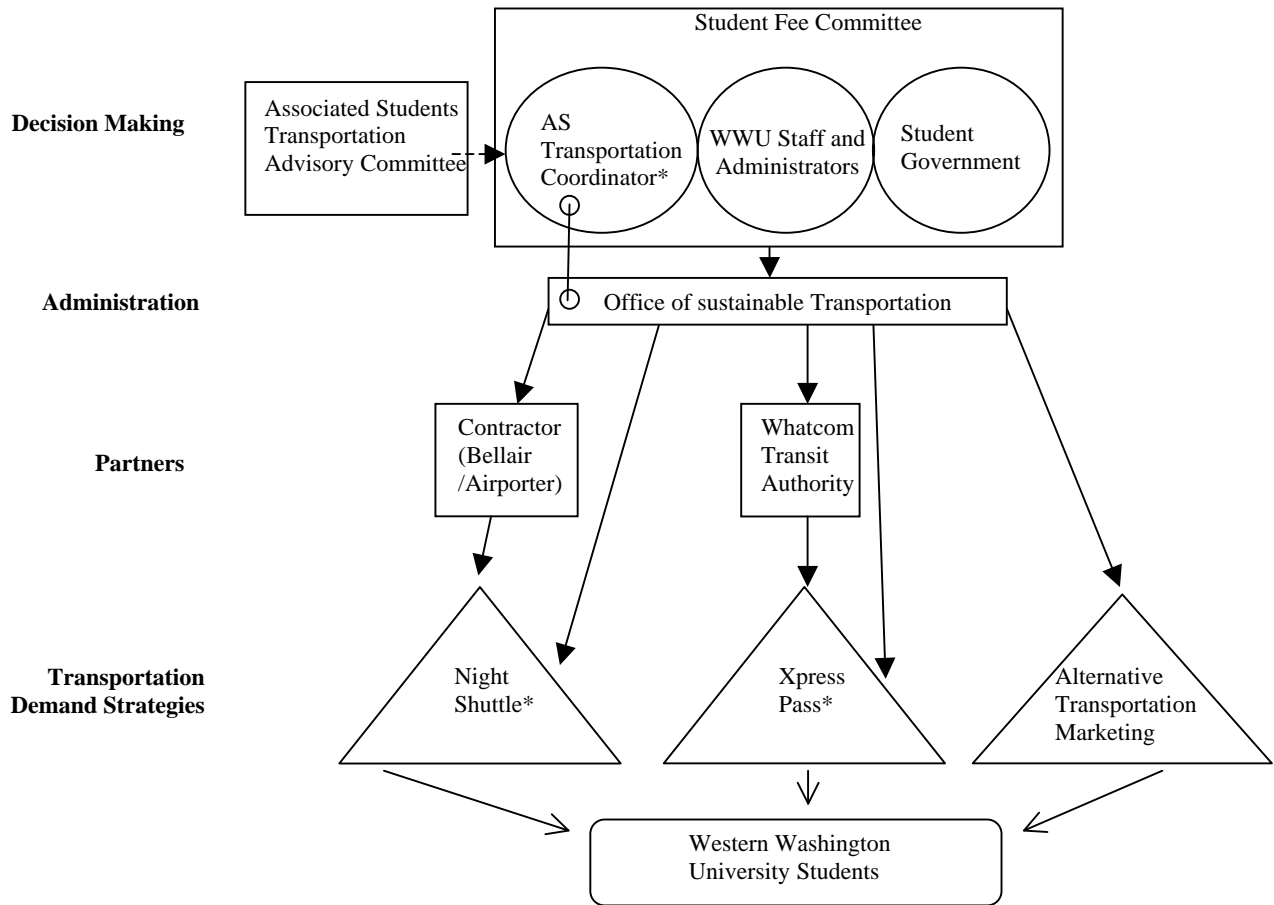 Student Fee Committee
Decision Making
Associated Students
Transportation
Advisory Committee
AS
Transportation
Coordinator*
WWU Staff and
Administrators
Student
Government
Administration
Office of sustainable Transportation
Partners
Contractor
(Bellair
/Airporter)
Whatcom
Transit
Authority
Transportation
Demand Strategies
Night
Shuttle*
Xpress
Pass*
Alternative
Transportation
Marketing
Western Washington
University Students